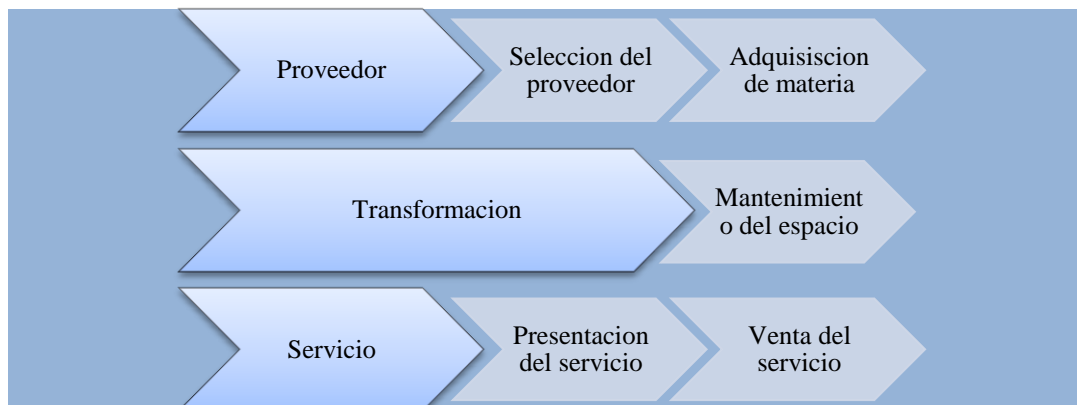 Proveedor
Seleccion del
proveedor
Adquisiscion
de materia
Transformacion
Mantenimient
o del espacio
Servicio
Presentacion
del servicio
Venta del
servicio